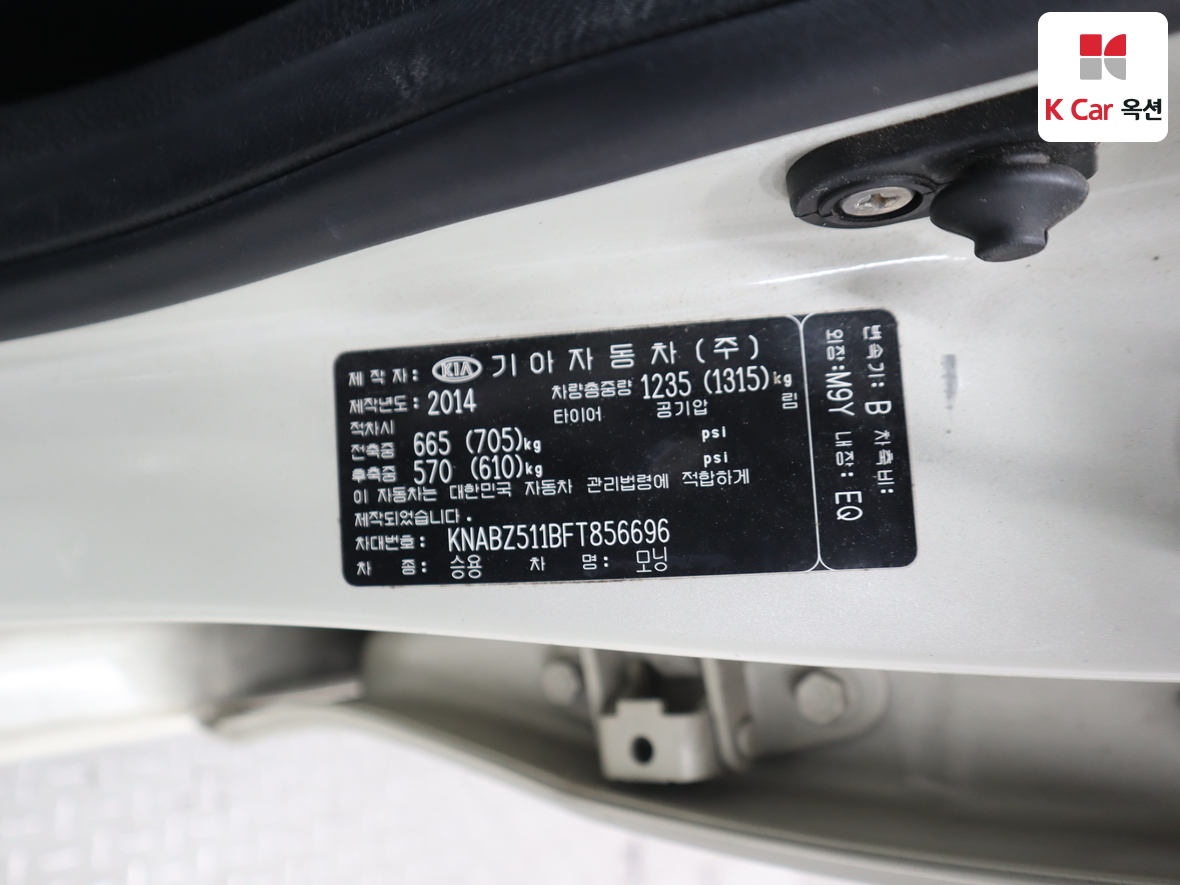 K Car 옥션
제 작 자: KIA 기 아 자 동 차 (주)
제작년도: 2014 차량총중량 1235 (1315)kg
적차시 타이어 공기압 림
전축중 665 (705)kg psi
후축중 570 (610)kg psi
이 자동차는 대한민국 자동차 관리법령에 적합하게
제작되었습니다.
차대번호: KNABZ511BFT856696
차 종: 승용 차 명: 모닝
변속기: B 차축비:
외장:M9Y 내장: EQ